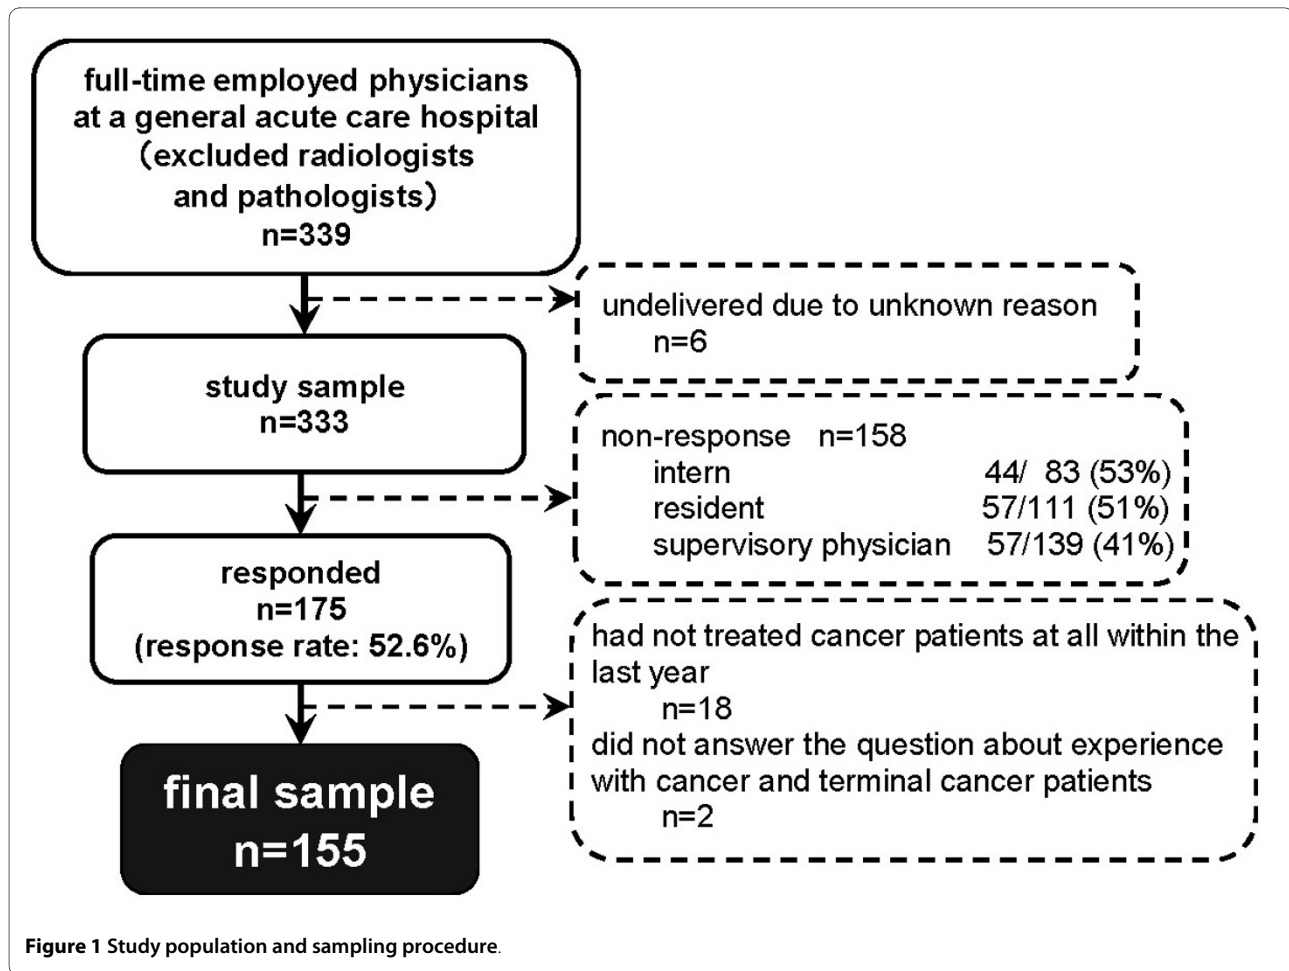 full-time employed physicians
at a general acute care hospital
（excluded radiologists
and pathologists）
n=339
undelivered due to unknown reason
n=6
study sample
n=333
non-response n=158
intern 44/ 83 (53%)
resident 57/111 (51%)
supervisory physician 57/139 (41%)
responded
n=175
(response rate: 52.6%)
had not treated cancer patients at all within the
last year
n=18
did not answer the question about experience
with cancer and terminal cancer patients
n=2
final sample
n=155
Figure 1 Study population and sampling procedure.